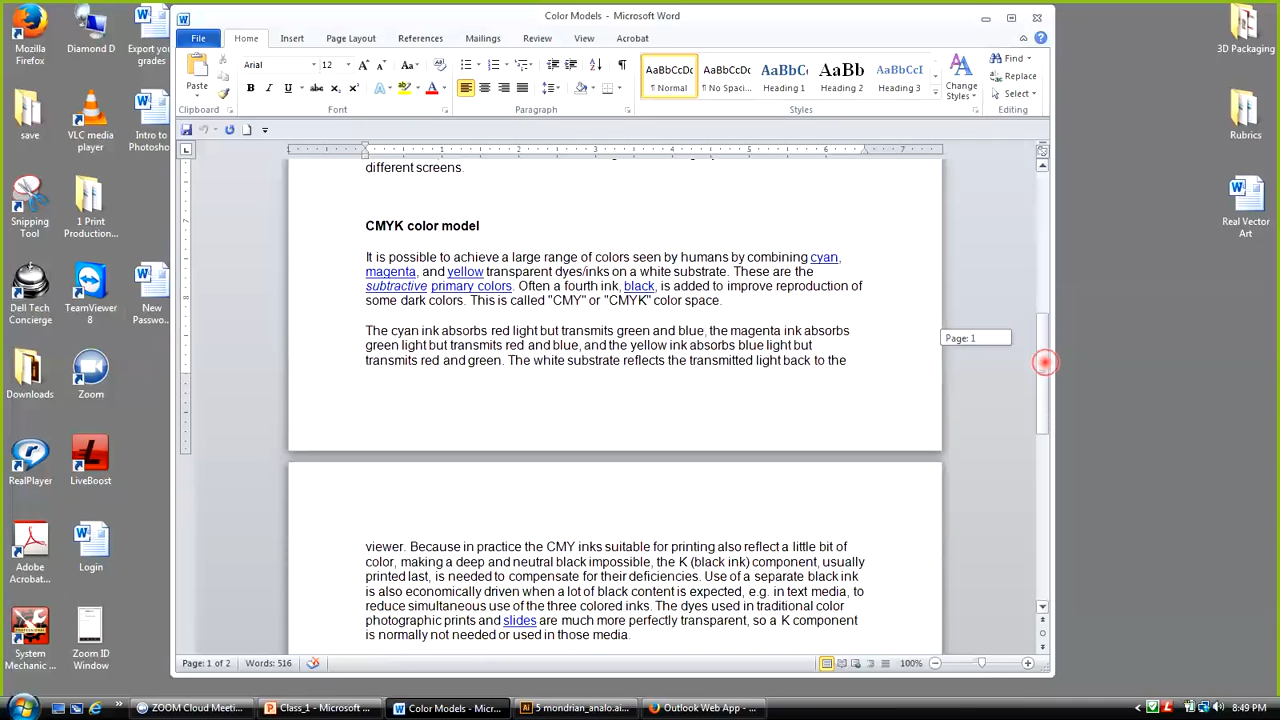 Color Models - Microsoft Word
File Home Insert Page Layout References Mailings Review View Acrobat
Paste
Arial 12
AaBbCcDc AaBbCcDc AaBbC AaBb AaBbCcI
¶ Normal ¶ No Spaci... Heading 1 Heading 2 Heading 3
Change Styles
Find
Replace
Select
Clipboard Font Paragraph Styles Editing
different screens.
CMYK color model
It is possible to achieve a large range of colors seen by humans by combining cyan,
magenta, and yellow transparent dyes/inks on a white substrate. These are the
subtractive primary colors. Often a fourth ink, black, is added to improve reproduction of
some dark colors. This is called "CMY" or "CMYK" color space.
The cyan ink absorbs red light but transmits green and blue, the magenta ink absorbs
green light but transmits red and blue, and the yellow ink absorbs blue light but
transmits red and green. The white substrate reflects the transmitted light back to the
Page: 1
viewer. Because in practice the CMY inks suitable for printing also reflect a little bit of
color, making a deep and neutral black impossible, the K (black ink) component, usually
printed last, is needed to compensate for their deficiencies. Use of a separate black ink
is also economically driven when a lot of black content is expected, e.g. in text media, to
reduce simultaneous use of the three colored inks. The dyes used in traditional color
photographic prints and slides are much more perfectly transparent, so a K component
is normally not needed or used in those media.
Page: 1 of 2 Words: 516 100%
Mozilla Firefox
Diamond D
Export your grades
save
VLC media player
Intro to Photosho...
Snipping Tool
1 Print Production...
Dell Tech Concierge
TeamViewer 8
New Passwo...
Downloads
Zoom
RealPlayer
LiveBoost
Adobe Acrobat...
Login
System Mechanic ...
Zoom ID Window
3D Packaging
Rubrics
Real Vector Art
ZOOM Cloud Meeti... Class_1 - Microsoft ... Color Models - Micr... 5 mondrian_analo.ai... Outlook Web App - ... 8:49 PM